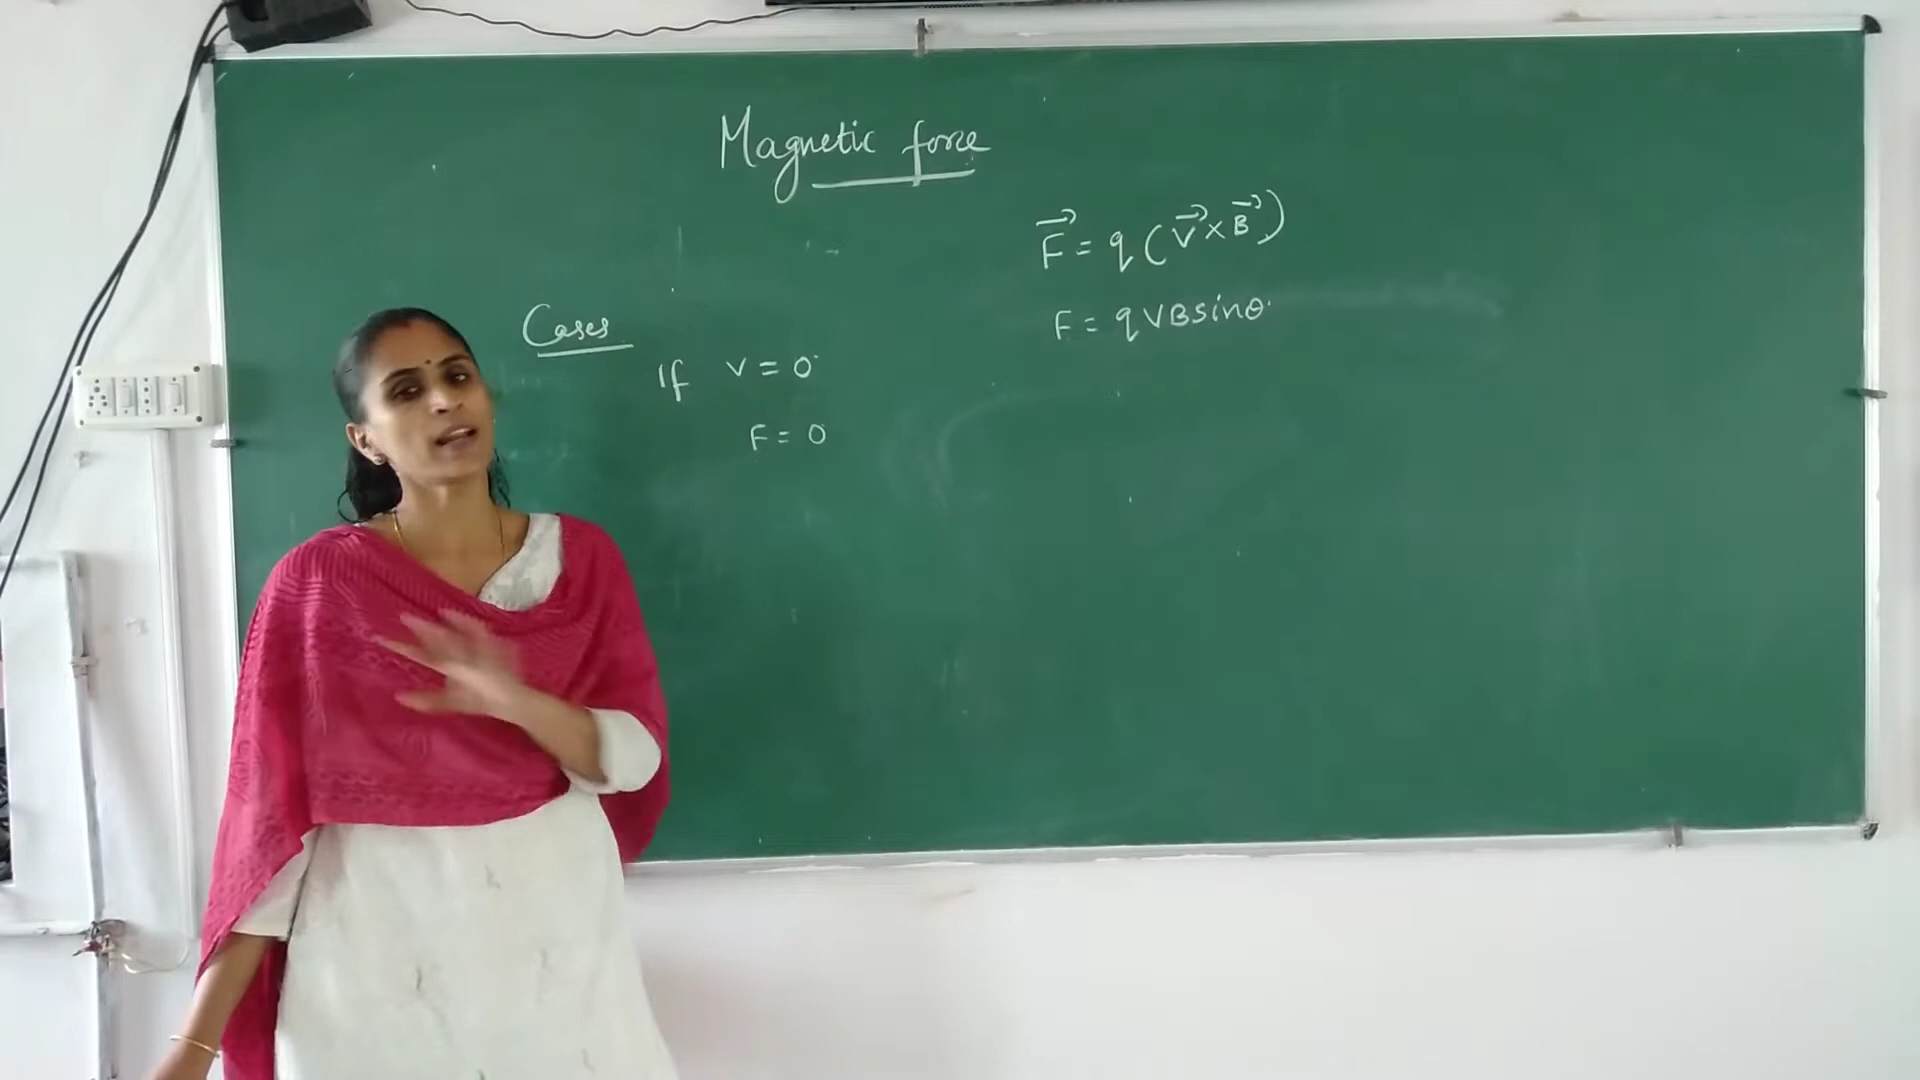 Magnetic force
F⃗ = q (V⃗ × B⃗)
F = qVBsinθ
Cases
If V = 0
F = 0